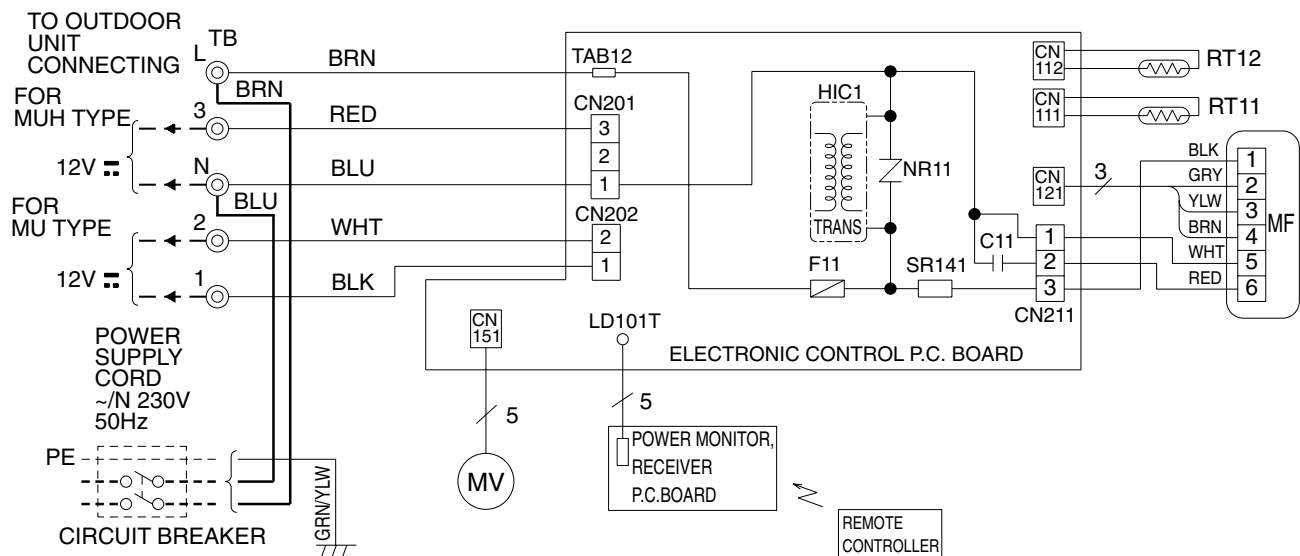 TO OUTDOOR
UNIT
CONNECTING
TB
L
BRN
BRN
FOR
MUH TYPE
3
RED
12V
N
BLU
BLU
FOR
MU TYPE
2
WHT
12V
1
BLK
POWER
SUPPLY
CORD
~/N 230V
50Hz
PE
CIRCUIT BREAKER
GRN/YLW
TAB12
CN201
3
2
1
CN202
2
1
HIC1
TRANS
NR11
F11
SR141
C11
1
2
3
CN211
CN
112
RT12
CN
111
RT11
CN
121
3
BLK
GRY
YLW
BRN
WHT
RED
1
2
3
4
5
6
MF
CN
151
5
MV
LD101T
5
ELECTRONIC CONTROL P.C. BOARD
POWER MONITOR,
RECEIVER
P.C.BOARD
REMOTE
CONTROLLER